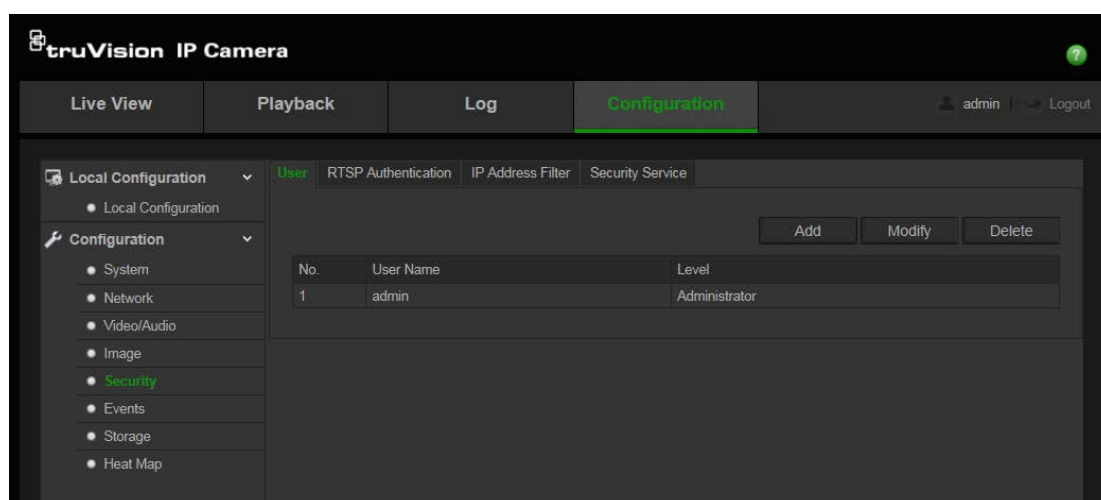 truVision IP Camera
?
Live View Playback Log Configuration admin Logout
Local Configuration
Local Configuration
Configuration
System
Network
Video/Audio
Image
Security
Events
Storage
Heat Map
User RTSP Authentication IP Address Filter Security Service
Add Modify Delete
No. User Name Level
1 admin Administrator